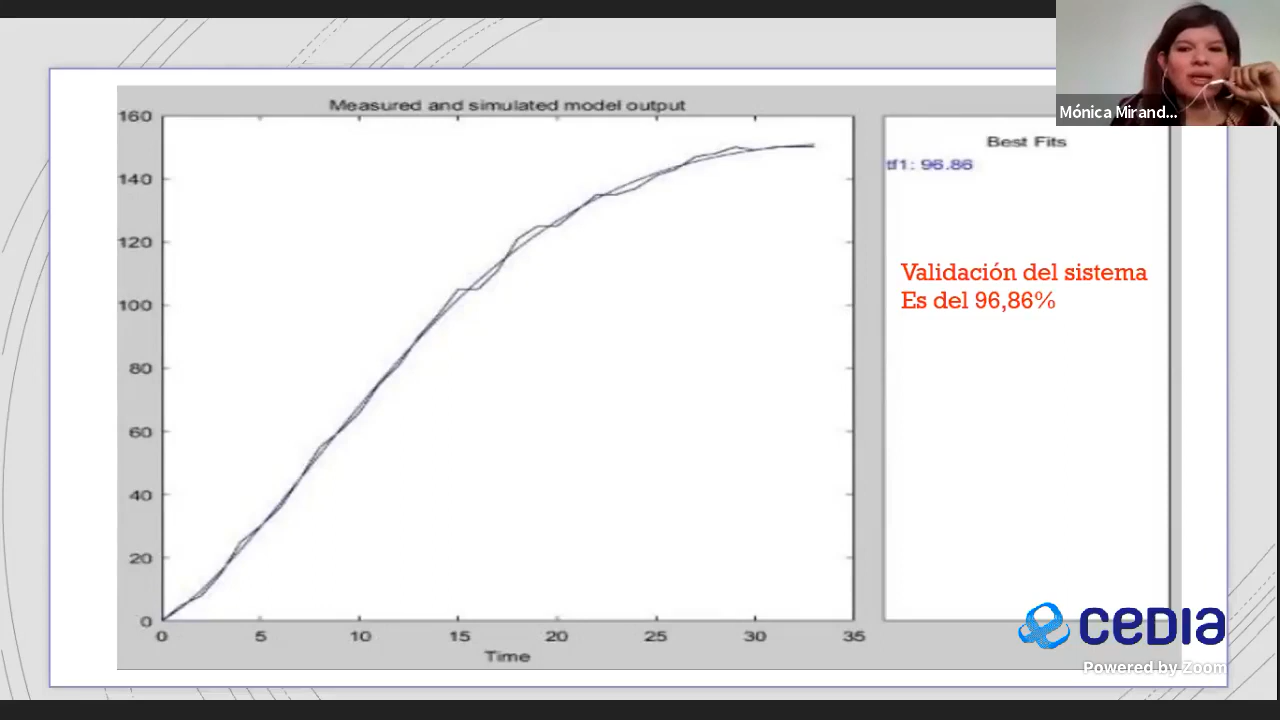 Mónica Mirand...
Measured and simulated model output
160
140
120
100
80
60
40
20
0
0 5 10 15 20 25 30 35
Time
Best Fits
tf1: 96.86
Validación del sistema
Es del 96,86%
cedia
Powered by Zoom